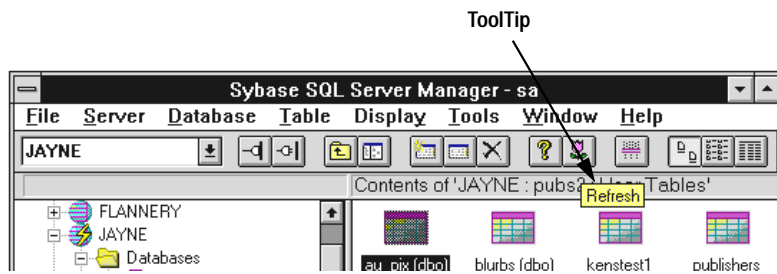 ToolTip
Sybase SQL Server Manager - sa
File Server Database Table Display Tools Window Help
JAYNE
Contents of 'JAYNE : pubs2 User Tables'
Refresh
FLANNERY
JAYNE
Databases
au_pix (dbo) blurbs (dbo) kenstest1 publishers